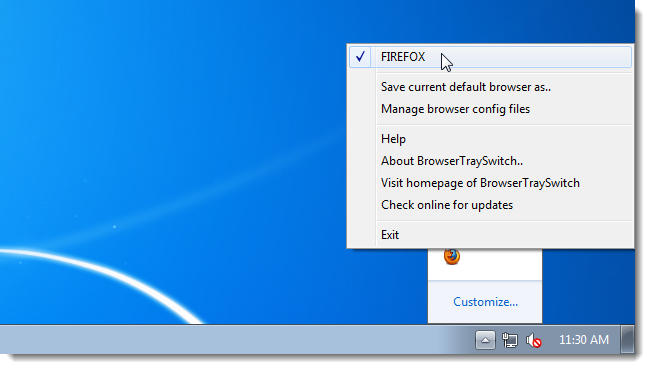 FIREFOX
Save current default browser as..
Manage browser config files
Help
About BrowserTraySwitch..
Visit homepage of BrowserTraySwitch
Check online for updates
Exit
Customize...
11:30 AM